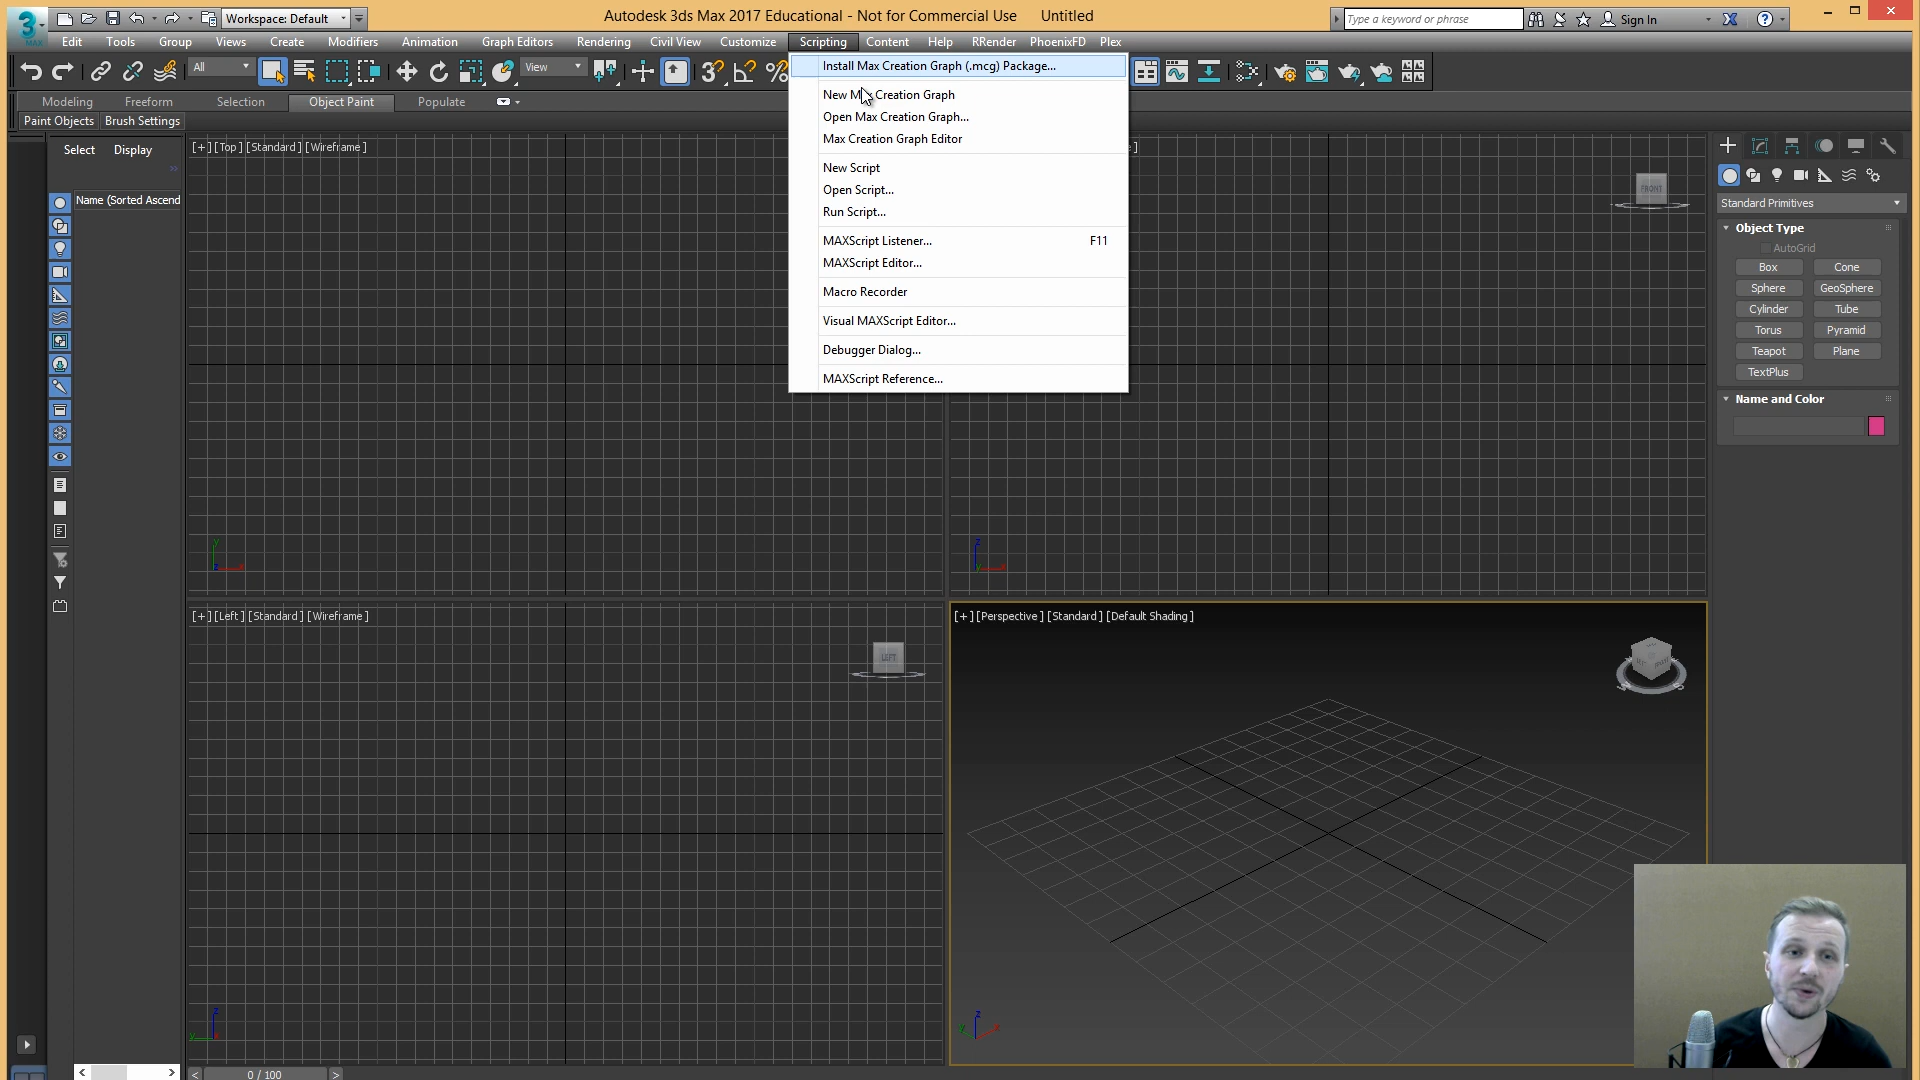 Workspace: Default
Autodesk 3ds Max 2017 Educational - Not for Commercial Use Untitled
Type a keyword or phrase
Sign In
Edit Tools Group Views Create Modifiers Animation Graph Editors Rendering Civil View Customize Scripting Content Help RRender PhoenixFD Plex
All
View
Modeling Freeform Selection Object Paint Populate
Paint Objects Brush Settings
Install Max Creation Graph (.mcg) Package...
New Max Creation Graph
Open Max Creation Graph...
Max Creation Graph Editor
New Script
Open Script...
Run Script...
MAXScript Listener... F11
MAXScript Editor...
Macro Recorder
Visual MAXScript Editor...
Debugger Dialog...
MAXScript Reference...
Select Display
Name (Sorted Ascend
[+] [Top] [Standard] [Wireframe]
FRONT
[+] [Left] [Standard] [Wireframe]
LEFT
[+] [Perspective] [Standard] [Default Shading]
Standard Primitives
Object Type
AutoGrid
Box Cone
Sphere GeoSphere
Cylinder Tube
Torus Pyramid
Teapot Plane
TextPlus
Name and Color
0 / 100